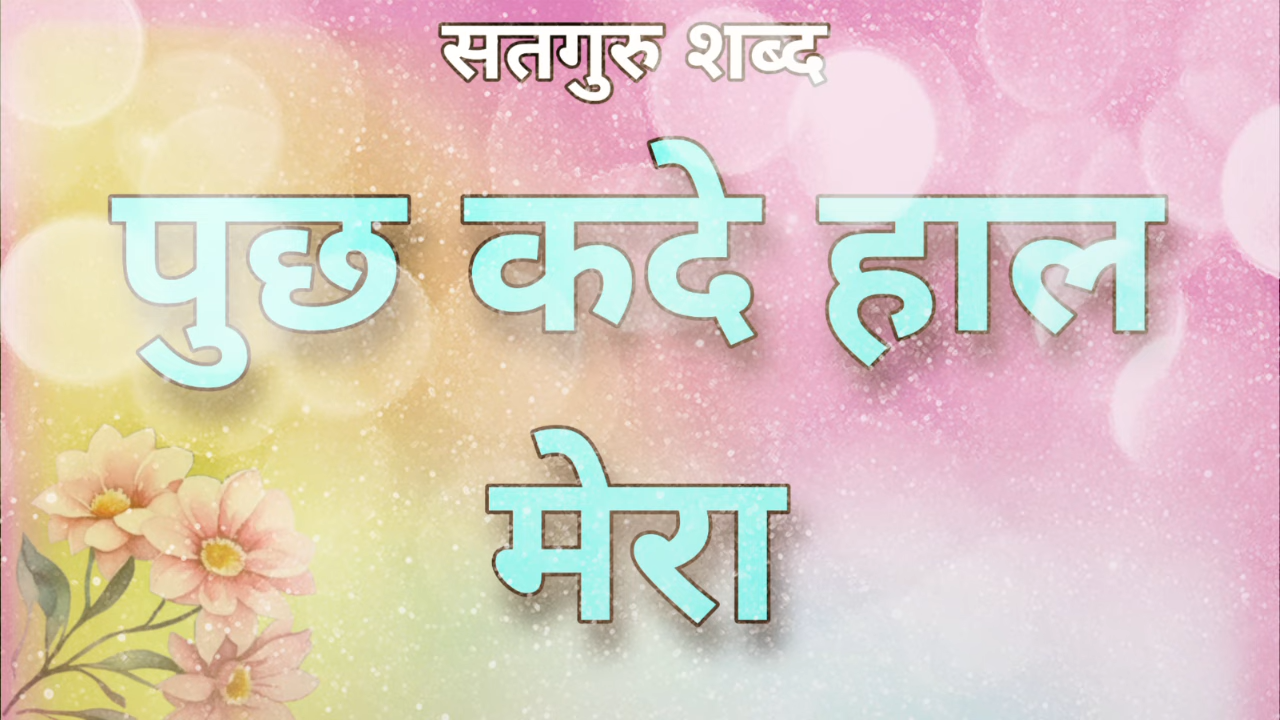 सतगुरु शब्द
पुछ कदे हाल
मेरा